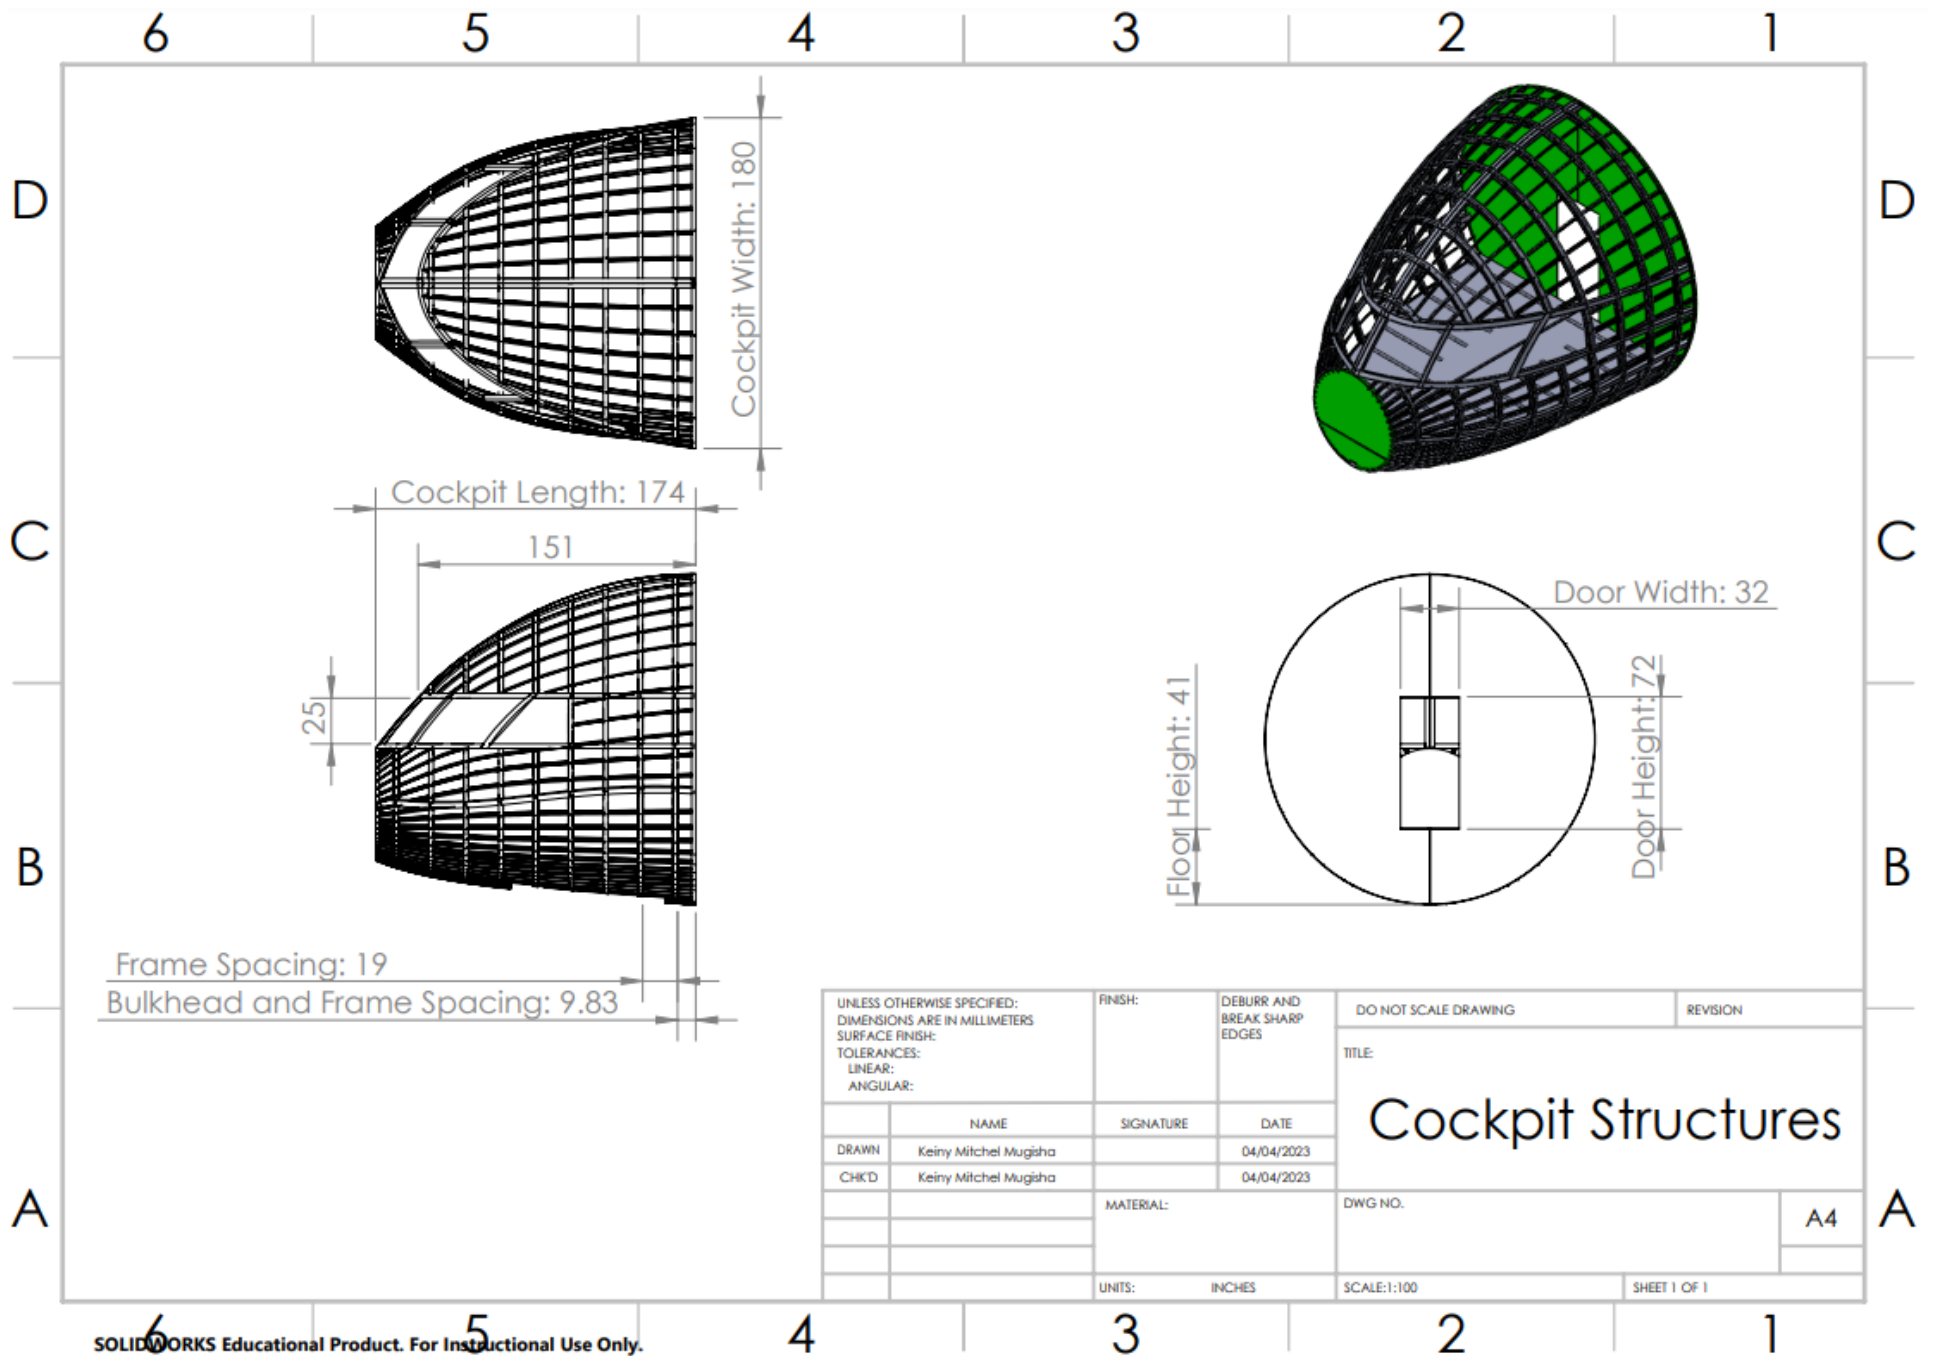 6 5 4 3 2 1
D D
C C
B B
A A
Cockpit Width: 180
Cockpit Length: 174
151
25
Frame Spacing: 19
Bulkhead and Frame Spacing: 9.83
Door Width: 32
Floor Height: 41
Door Height: 72
UNLESS OTHERWISE SPECIFIED:
DIMENSIONS ARE IN MILLIMETERS
SURFACE FINISH:
TOLERANCES:
LINEAR:
ANGULAR:
FINISH:
DEBURR AND
BREAK SHARP
EDGES
DO NOT SCALE DRAWING
REVISION
TITLE:
Cockpit Structures
NAME SIGNATURE DATE
DRAWN Keiny Mitchel Mugisha 04/04/2023
CHK'D Keiny Mitchel Mugisha 04/04/2023
MATERIAL:
DWG NO.
A4
UNITS: INCHES
SCALE:1:100
SHEET 1 OF 1
6 5 4 3 2 1
SOLIDWORKS Educational Product. For Instructional Use Only.